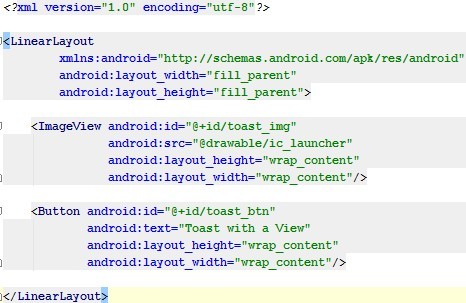 <?xml version="1.0" encoding="utf-8"?>
<LinearLayout
xmlns:android="http://schemas.android.com/apk/res/android"
android:layout_width="fill_parent"
android:layout_height="fill_parent">
<ImageView android:id="@+id/toast_img"
android:src="@drawable/ic_launcher"
android:layout_height="wrap_content"
android:layout_width="wrap_content"/>
<Button android:id="@+id/toast_btn"
android:text="Toast with a View"
android:layout_height="wrap_content"
android:layout_width="wrap_content"/>
</LinearLayout>